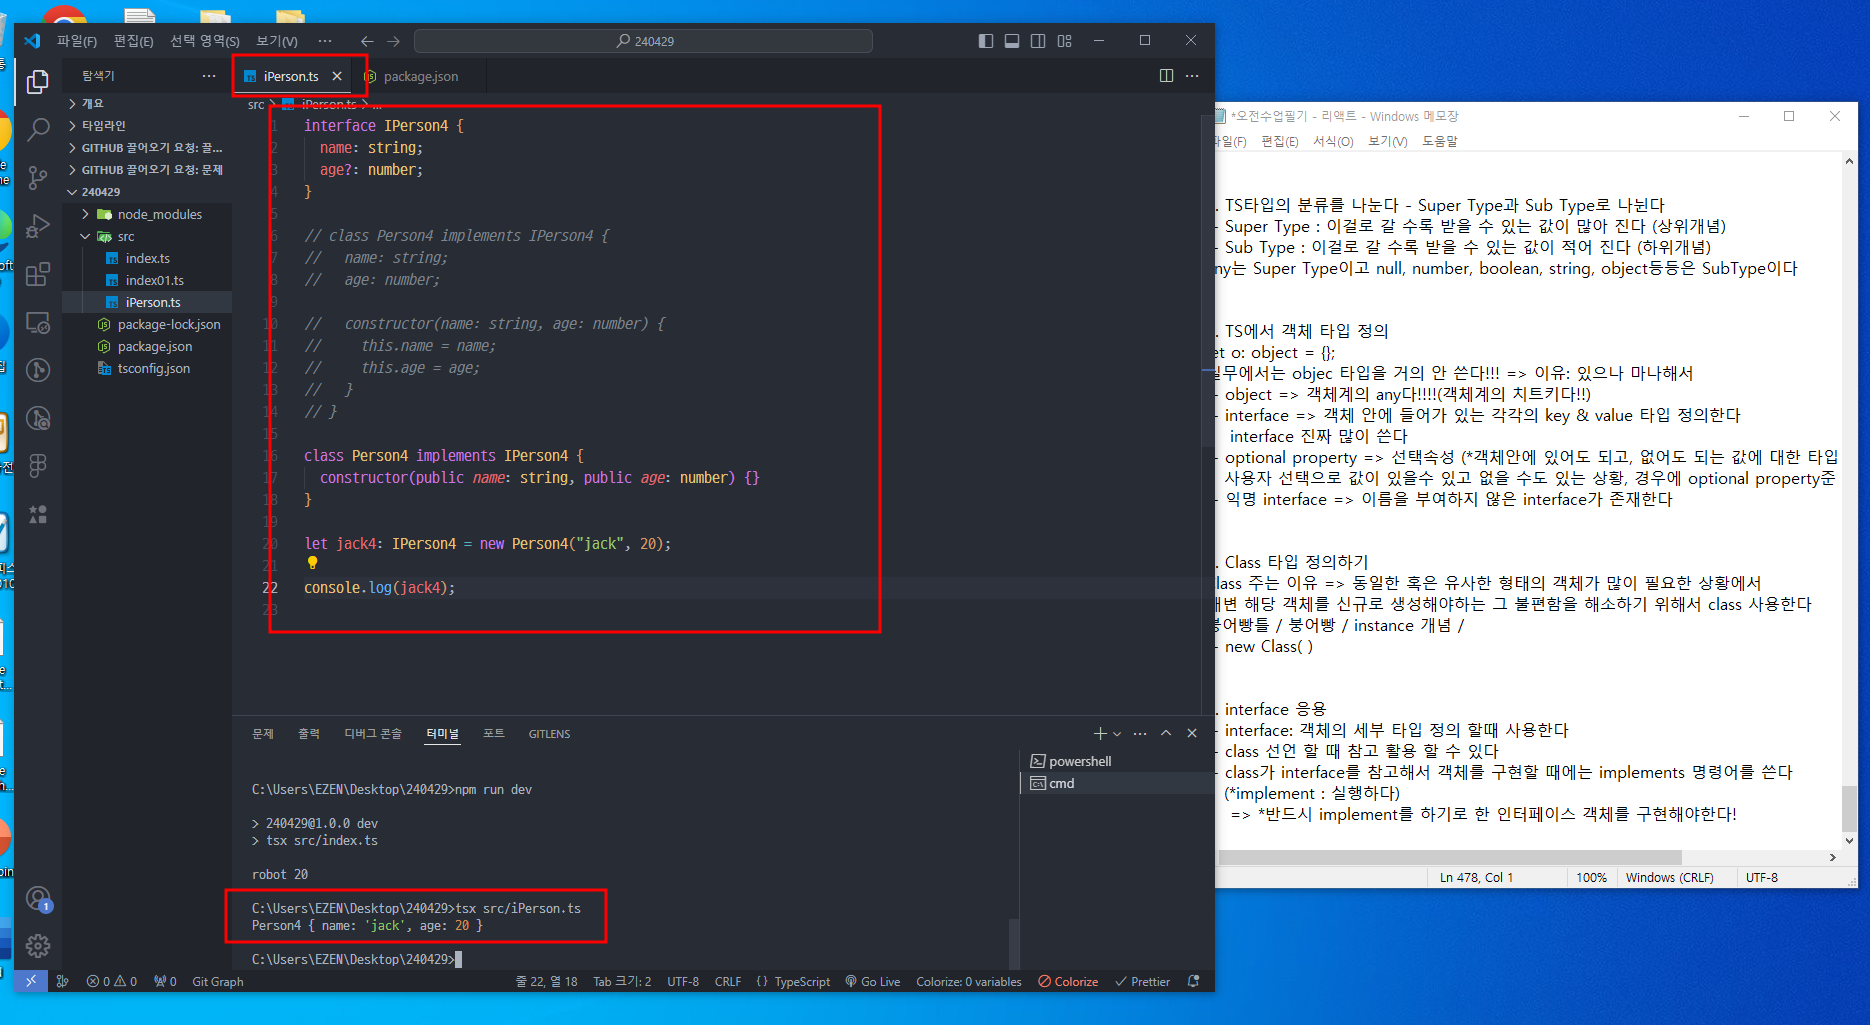 파일(F) 편집(E) 선택 영역(S) 보기(V) ··· 240429
탐색기 ···
iPerson.ts
package.json
개요
타임라인
GITHUB 끌어오기 요청: 끌...
GITHUB 끌어오기 요청: 문제
240429
node_modules
src
index.ts
index01.ts
iPerson.ts
package-lock.json
package.json
tsconfig.json
src > iPerson.ts > ...
1 interface IPerson4 {
2 name: string;
3 age?: number;
4 }
5
6 // class Person4 implements IPerson4 {
7 // name: string;
8 // age: number;
9
10 // constructor(name: string, age: number) {
11 // this.name = name;
12 // this.age = age;
13 // }
14 // }
15
16 class Person4 implements IPerson4 {
17 constructor(public name: string, public age: number) {}
18 }
19
20 let jack4: IPerson4 = new Person4("jack", 20);
21
22 console.log(jack4);
23
문제 출력 디버그 콘솔 터미널 포트 GITLENS
powershell
cmd
C:\Users\EZEN\Desktop\240429>npm run dev
> 240429@1.0.0 dev
> tsx src/index.ts
robot 20
C:\Users\EZEN\Desktop\240429>tsx src/iPerson.ts
Person4 { name: 'jack', age: 20 }
C:\Users\EZEN\Desktop\240429>
1
0 0 0 Git Graph 줄 22, 열 18 Tab 크기: 2 UTF-8 CRLF {} TypeScript Go Live Colorize: 0 variables Colorize Prettier
*오전수업필기 - 리액트 - Windows 메모장
파일(F) 편집(E) 서식(O) 보기(V) 도움말
. TS타입의 분류를 나눈다 - Super Type과 Sub Type로 나뉜다
- Super Type : 이걸로 갈 수록 받을 수 있는 값이 많아 진다 (상위개념)
- Sub Type : 이걸로 갈 수록 받을 수 있는 값이 적어 진다 (하위개념)
ny는 Super Type이고 null, number, boolean, string, object등등은 SubType이다
. TS에서 객체 타입 정의
et o: object = {};
실무에서는 objec 타입을 거의 안 쓴다!!! => 이유: 있으나 마나해서
- object => 객체계의 any다!!!!(객체계의 치트키다!!)
- interface => 객체 안에 들어가 있는 각각의 key & value 타입 정의한다
interface 진짜 많이 쓴다
- optional property => 선택속성 (*객체안에 있어도 되고, 없어도 되는 값에 대한 타입
사용자 선택으로 값이 있을수 있고 없을 수도 있는 상황, 경우에 optional property준
- 익명 interface => 이름을 부여하지 않은 interface가 존재한다
. Class 타입 정의하기
lass 주는 이유 => 동일한 혹은 유사한 형태의 객체가 많이 필요한 상황에서
매번 해당 객체를 신규로 생성해야하는 그 불편함을 해소하기 위해서 class 사용한다
붕어빵틀 / 붕어빵 / instance 개념 /
- new Class( )
. interface 응용
- interface: 객체의 세부 타입 정의 할때 사용한다
- class 선언 할 때 참고 활용 할 수 있다
- class가 interface를 참고해서 객체를 구현할 때에는 implements 명령어를 쓴다
(*implement : 실행하다)
=> *반드시 implement를 하기로 한 인터페이스 객체를 구현해야한다!
Ln 478, Col 1 100% Windows (CRLF) UTF-8